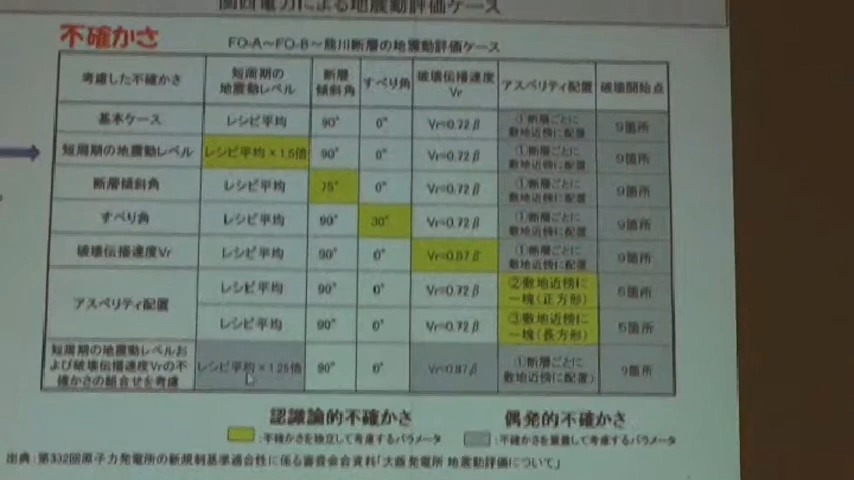 関西電力による地震動評価ケース
不確かさ
FO-A～FO-B～熊川断層の地震動評価ケース
考慮した不確かさ
短周期の
地震動レベル
断層
傾斜角
すべり角
破壊伝播速度
Vr
アスペリティ配置
破壊開始点
基本ケース
レシピ平均
90°
0°
Vr=0.72β
①断層ごとに
敷地近傍に配置
9箇所
短周期の地震動レベル
レシピ平均×1.5倍
90°
0°
Vr=0.72β
①断層ごとに
敷地近傍に配置
9箇所
断層傾斜角
レシピ平均
75°
0°
Vr=0.72β
①断層ごとに
敷地近傍に配置
9箇所
すべり角
レシピ平均
90°
30°
Vr=0.72β
①断層ごとに
敷地近傍に配置
9箇所
破壊伝播速度Vr
レシピ平均
90°
0°
Vr=0.87β
①断層ごとに
敷地近傍に配置
9箇所
アスペリティ配置
レシピ平均
90°
0°
Vr=0.72β
②敷地近傍に
一塊(正方形)
レシピ平均
90°
0°
Vr=0.72β
③敷地近傍に
一塊(長方形)
短周期の地震動レベルお
よび破壊伝播速度Vrの不
確かさの組合せを考慮
レシピ平均×1.25倍
90°
0°
Vr=0.87β
①断層ごとに
敷地近傍に配置)
9箇所
認識論的不確かさ
偶発的不確かさ
:不確かさを独立して考慮するパラメータ
:不確かさを重畳して考慮するパラメータ
出典:第332回原子力発電所の新規制基準適合性に係る審査会合資料「大飯発電所 地震動評価について」